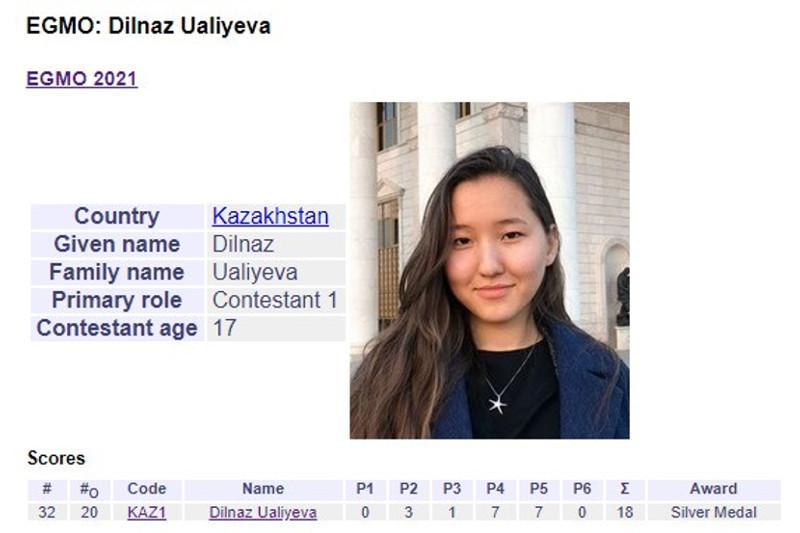 EGMO: Dilnaz Ualiyeva
EGMO 2021
Country Kazakhstan
Given name Dilnaz
Family name Ualiyeva
Primary role Contestant 1
Contestant age 17
Scores
# #O Code Name P1 P2 P3 P4 P5 P6 Σ Award
32 20 KAZ1 Dilnaz Ualiyeva 0 3 1 7 7 0 18 Silver Medal